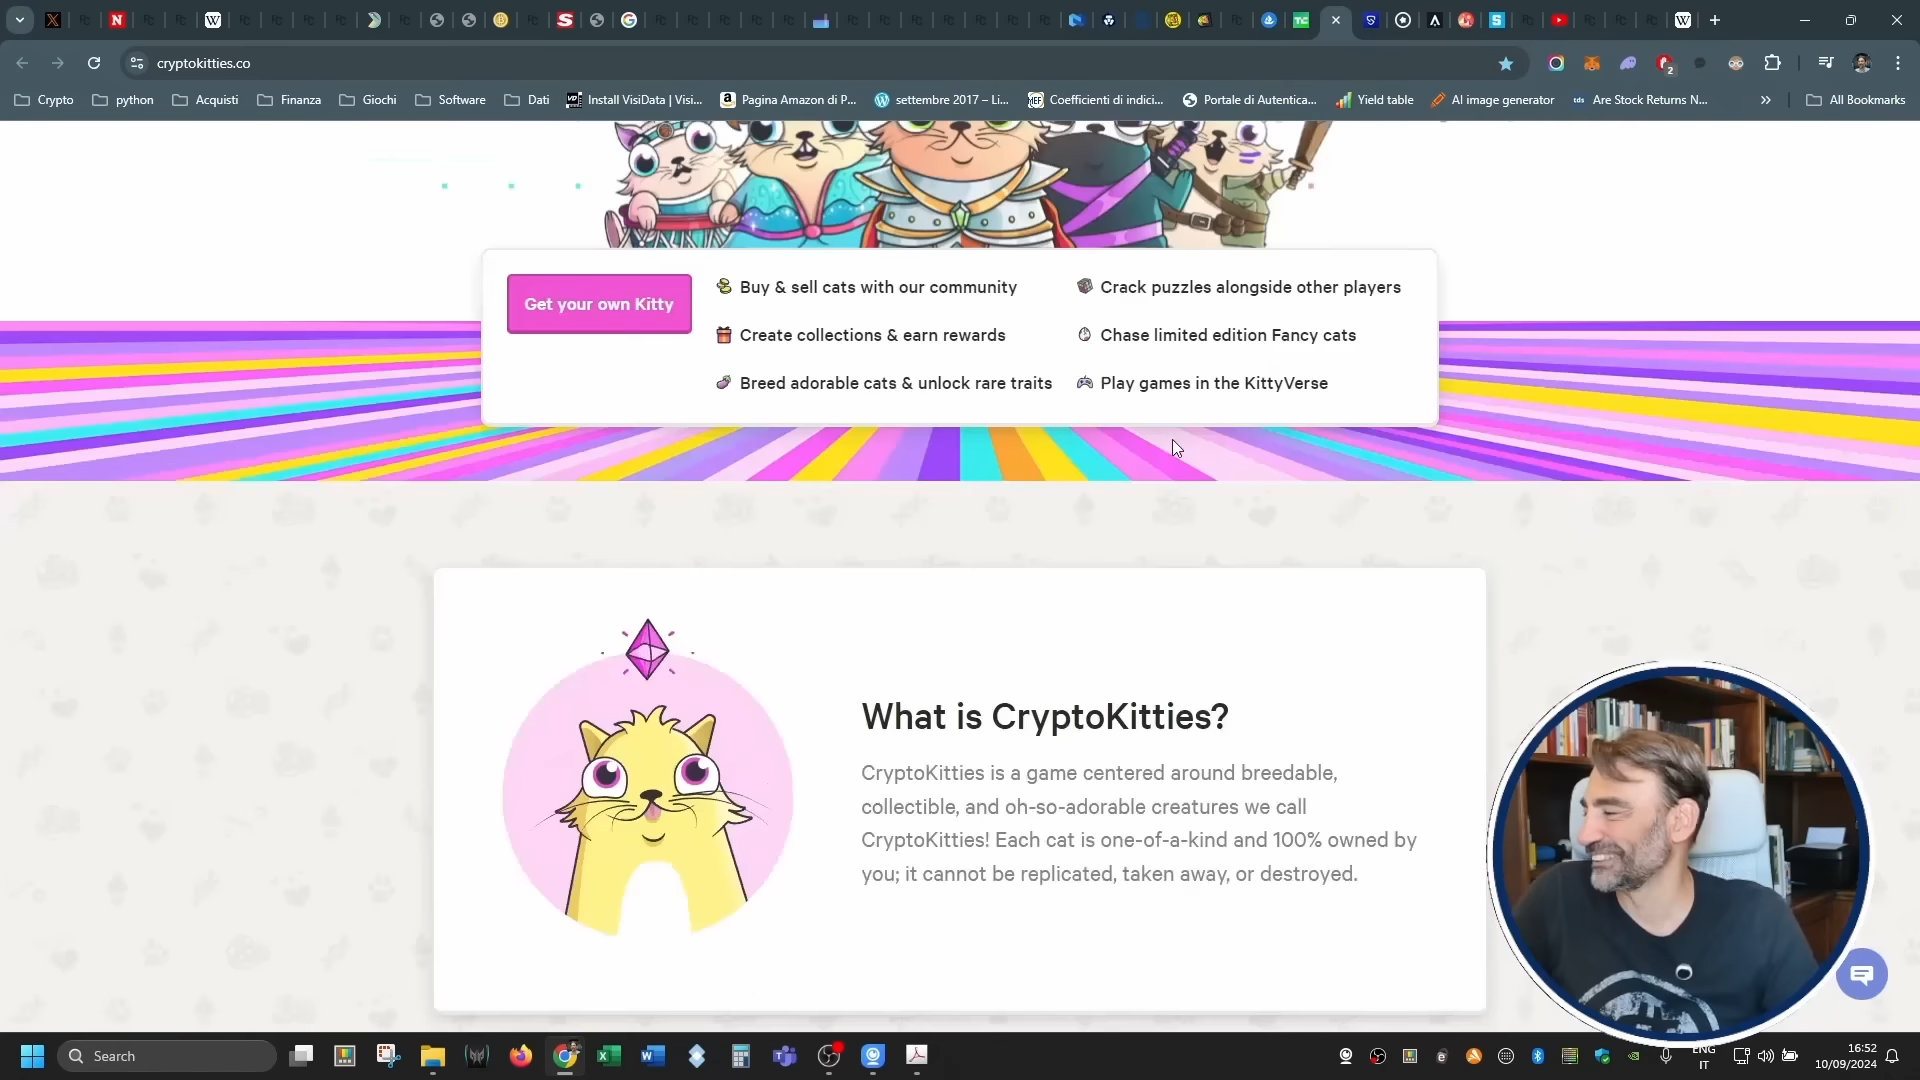 cryptokitties.co
2
Crypto
python
Acquisti
Finanza
Giochi
Software
Dati
Install VisiData | Visi...
Pagina Amazon di P...
settembre 2017 – Li...
Coefficienti di indici...
Portale di Autentica...
Yield table
AI image generator
Are Stock Returns N...
All Bookmarks
Get your own Kitty
Buy & sell cats with our community
Crack puzzles alongside other players
Create collections & earn rewards
Chase limited edition Fancy cats
Breed adorable cats & unlock rare traits
Play games in the KittyVerse
What is CryptoKitties?
CryptoKitties is a game centered around breedable,
collectible, and oh-so-adorable creatures we call
CryptoKitties! Each cat is one-of-a-kind and 100% owned by
you; it cannot be replicated, taken away, or destroyed.
Search
ENG
IT
16:52
10/09/2024